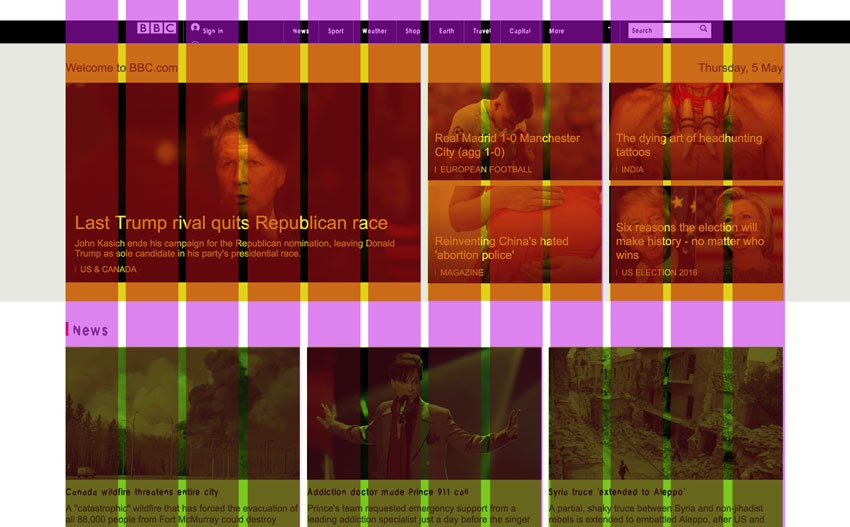 BBC Sign in News Sport Weather Shop Earth Travel Capital More Search
Welcome to BBC.com Thursday, 5 May
Last Trump rival quits Republican race
John Kasich ends his campaign for the Republican nomination, leaving Donald
Trump as sole candidate in his party's presidential race.
US & CANADA
Real Madrid 1-0 Manchester
City (agg 1-0)
EUROPEAN FOOTBALL
The dying art of headhunting
tattoos
INDIA
Reinventing China's hated
'abortion police'
MAGAZINE
Six reasons the election will
make history - no matter who
wins
US ELECTION 2016
News
Canada wildfire threatens entire city
A "catastrophic" wildfire that has forced the evacuation of
all 88,000 people from Fort McMurray could destroy
Addiction doctor made Prince 911 call
Prince's team requested emergency support from a
leading addiction specialist just a day before the singer
Syria truce 'extended to Aleppo'
A partial, shaky truce between Syria and non-jihadist
rebels is extended to embattled Aleppo, after US and